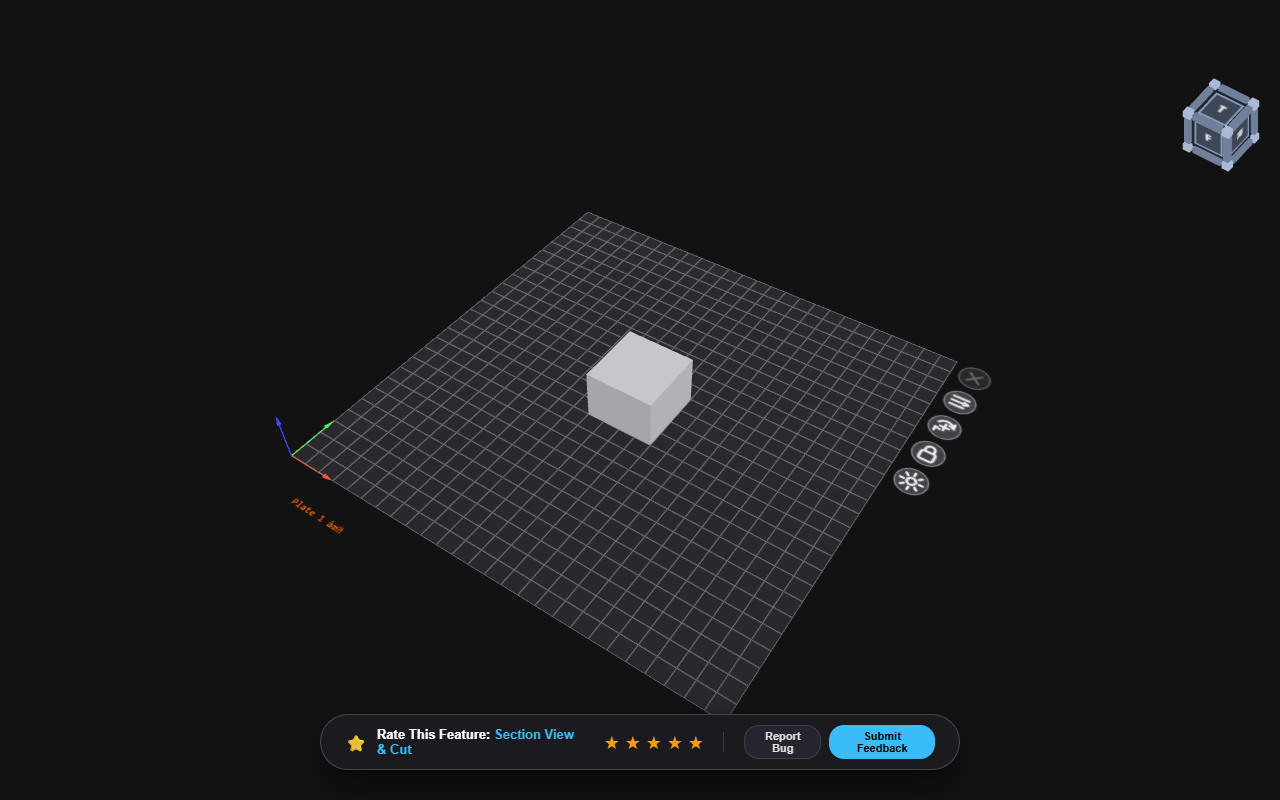 T
F
Plate 1
Rate This Feature: Section View
& Cut
Report
Bug
Submit
Feedback